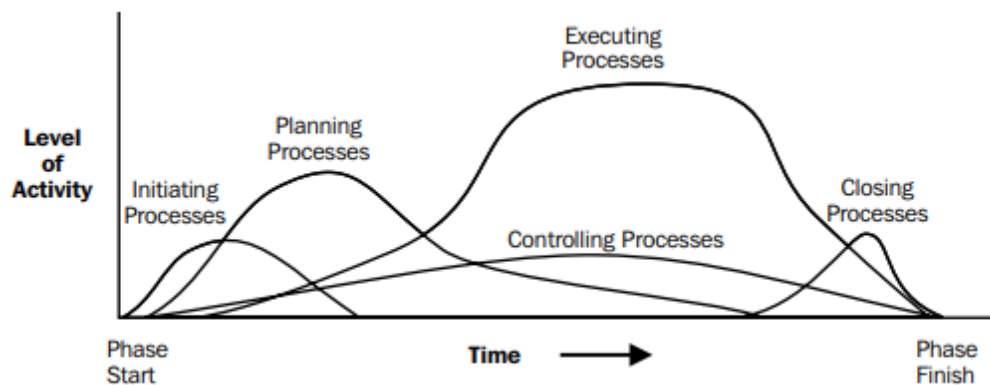 Executing
Processes
Planning
Processes
Level
of
Activity
Initiating
Processes
Closing
Processes
Controlling Processes
Phase
Start
Time
Phase
Finish